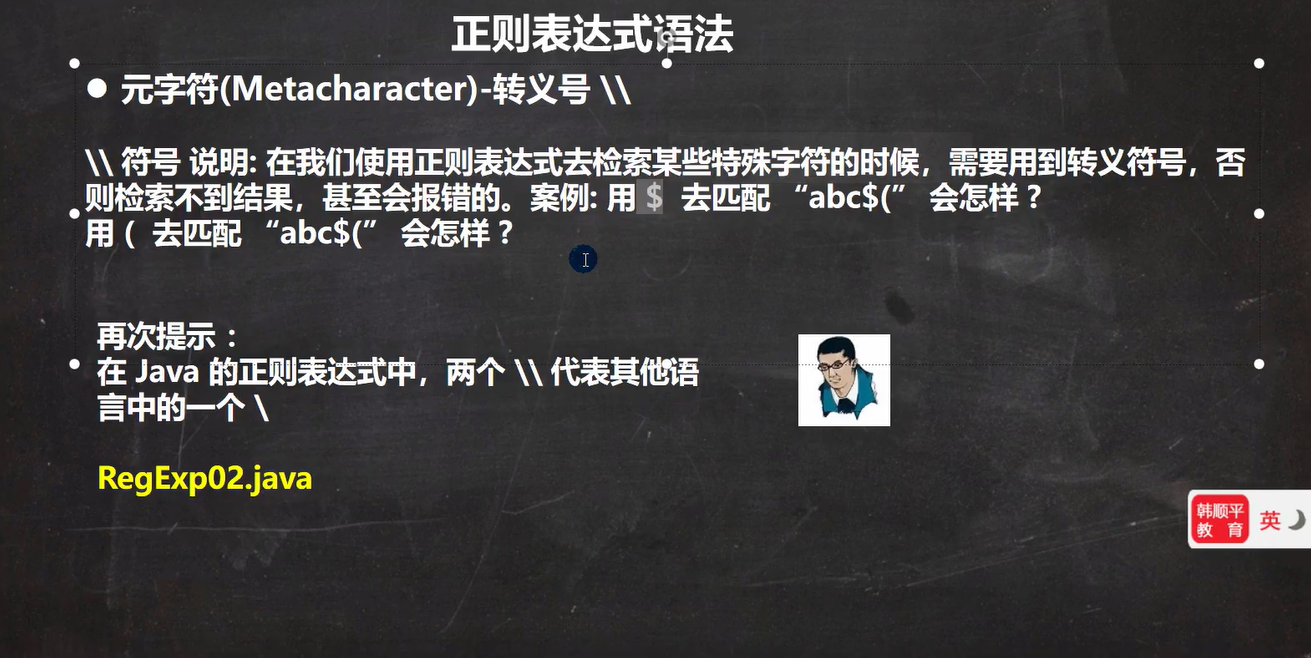 正则表达式语法
● 元字符(Metacharacter)-转义号 \\
\\ 符号 说明: 在我们使用正则表达式去检索某些特殊字符的时候，需要用到转义符号，否
则检索不到结果，甚至会报错的。案例: 用 $ 去匹配 “abc$(” 会怎样？
用 ( 去匹配 “abc$(” 会怎样？
再次提示：
在 Java 的正则表达式中，两个 \\ 代表其他语
言中的一个 \
RegExp02.java
韩顺平
教 育
英